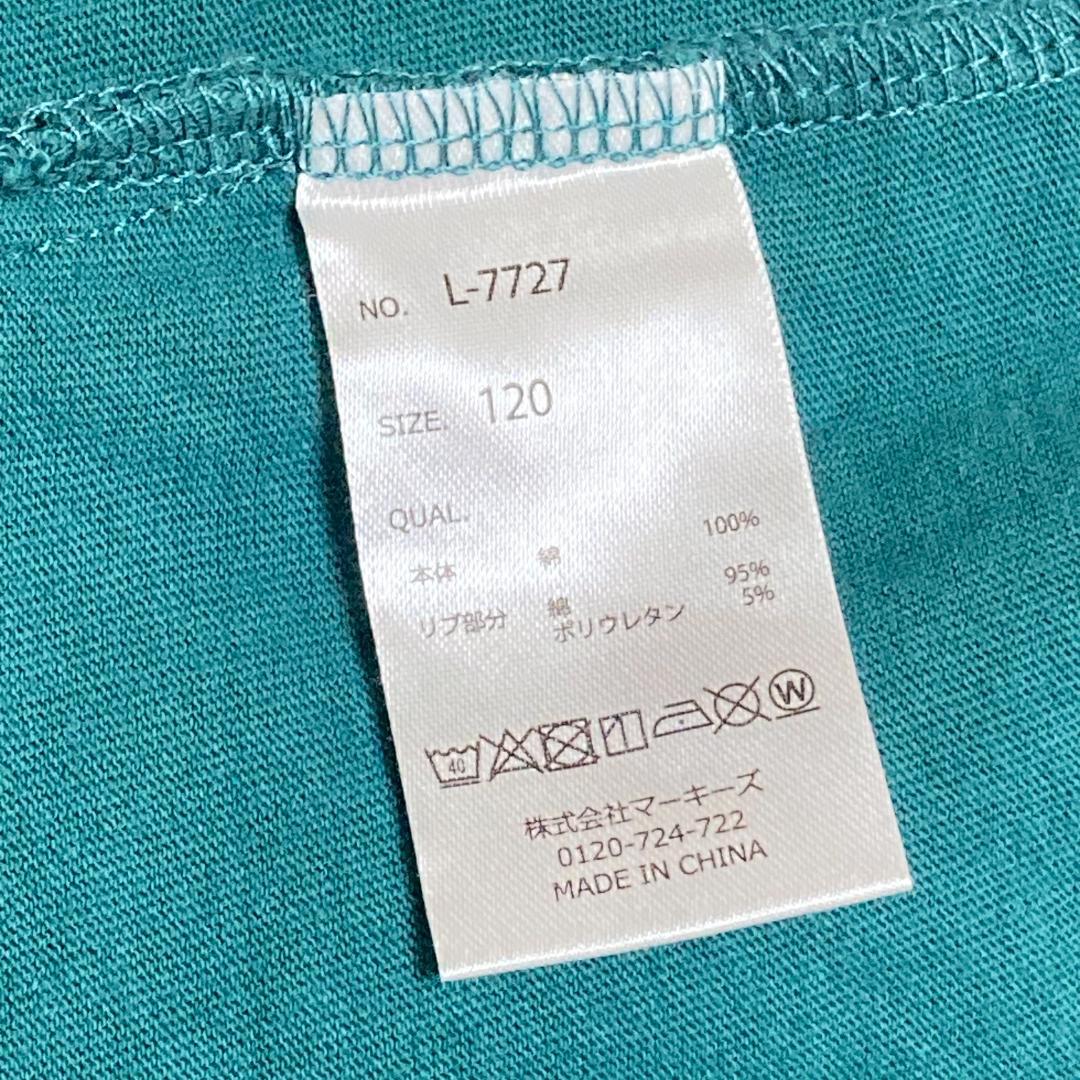 NO. L-7727
SIZE. 120
QUAL.
本体 綿 100%
リブ部分 綿 95%
ポリウレタン 5%
40 W
株式会社マーキーズ
0120-724-722
MADE IN CHINA